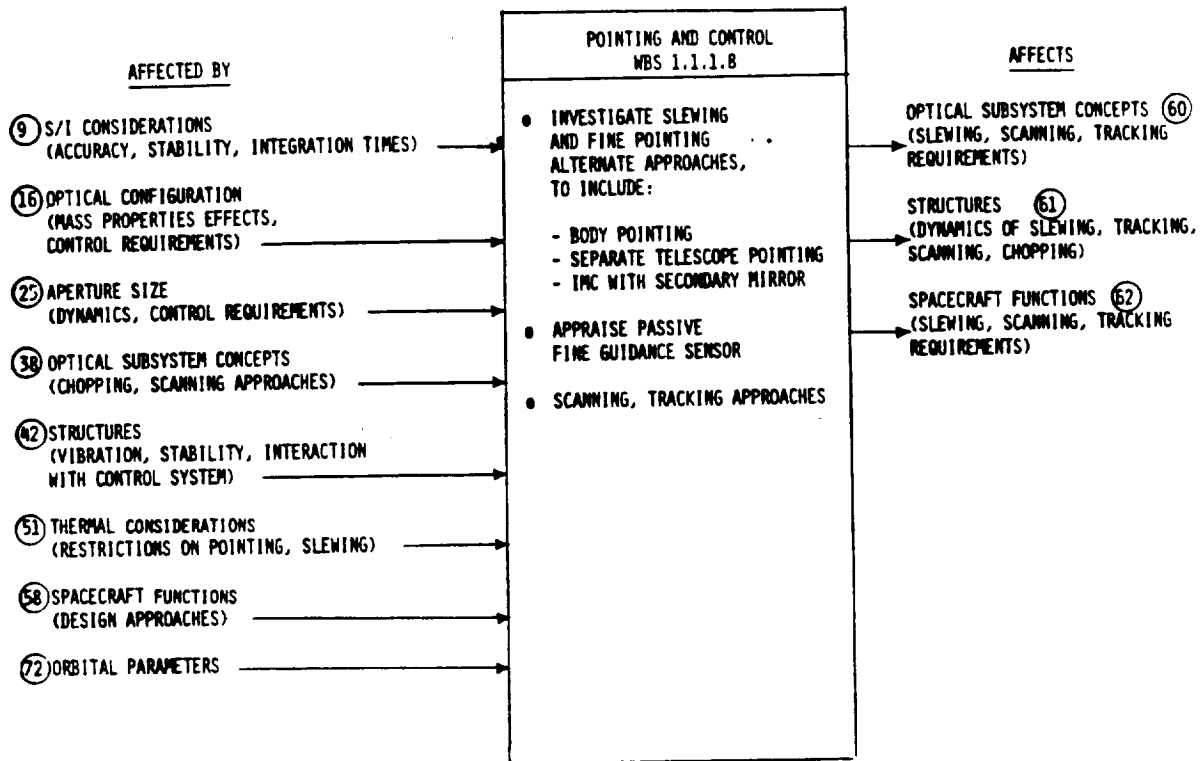 AFFECTED BY
9 S/I CONSIDERATIONS
(ACCURACY, STABILITY, INTEGRATION TIMES)
16 OPTICAL CONFIGURATION
(MASS PROPERTIES EFFECTS,
CONTROL REQUIREMENTS)
25 APERTURE SIZE
(DYNAMICS, CONTROL REQUIREMENTS)
38 OPTICAL SUBSYSTEM CONCEPTS
(CHOPPING, SCANNING APPROACHES)
42 STRUCTURES
(VIBRATION, STABILITY, INTERACTION
WITH CONTROL SYSTEM)
51 THERMAL CONSIDERATIONS
(RESTRICTIONS ON POINTING, SLEWING)
58 SPACECRAFT FUNCTIONS
(DESIGN APPROACHES)
72 ORBITAL PARAMETERS
POINTING AND CONTROL
WBS 1.1.1.8
• INVESTIGATE SLEWING
AND FINE POINTING
ALTERNATE APPROACHES,
TO INCLUDE:
- BODY POINTING
- SEPARATE TELESCOPE POINTING
- IMC WITH SECONDARY MIRROR
• APPRAISE PASSIVE
FINE GUIDANCE SENSOR
• SCANNING, TRACKING APPROACHES
AFFECTS
OPTICAL SUBSYSTEM CONCEPTS 60
(SLEWING, SCANNING, TRACKING
REQUIREMENTS)
STRUCTURES 61
(DYNAMICS OF SLEWING, TRACKING,
SCANNING, CHOPPING)
SPACECRAFT FUNCTIONS 62
(SLEWING, SCANNING, TRACKING
REQUIREMENTS)